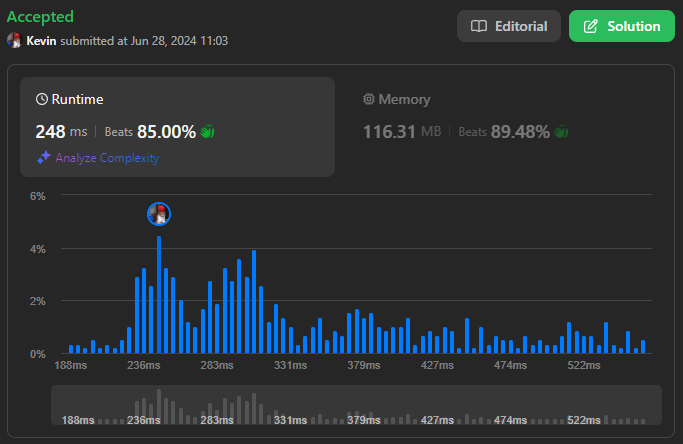 Accepted
Kevin submitted at Jun 28, 2024 11:03
Editorial
Solution
Runtime
248 ms | Beats 85.00%
Analyze Complexity
Memory
116.31 MB | Beats 89.48%
6%
4%
2%
0%
188ms 236ms 283ms 331ms 379ms 427ms 474ms 522ms
188ms 236ms 283ms 331ms 379ms 427ms 474ms 522ms